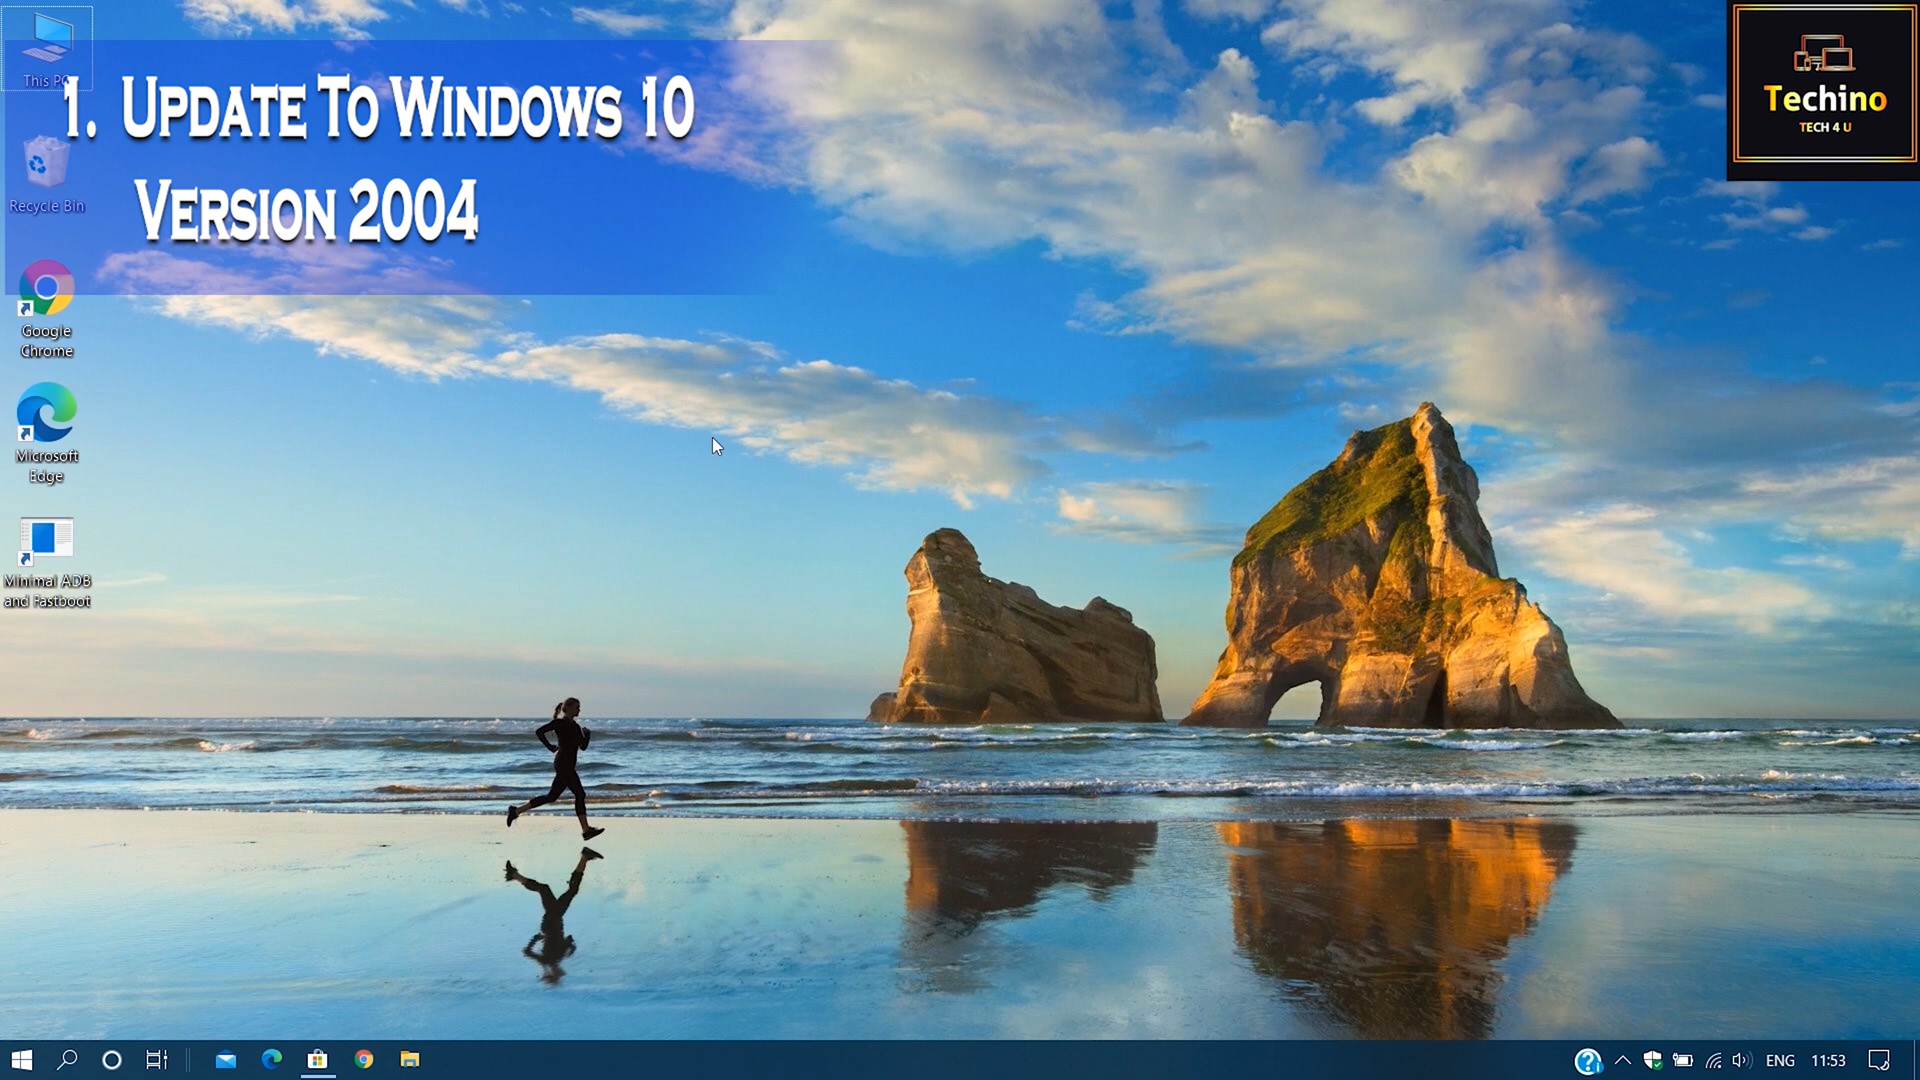 This PC
1. UPDATE TO WINDOWS 10
VERSION 2004
Recycle Bin
Google
Chrome
Microsoft
Edge
Minimal ADB
and Fastboot
Techino
TECH 4 U
ENG 11:53